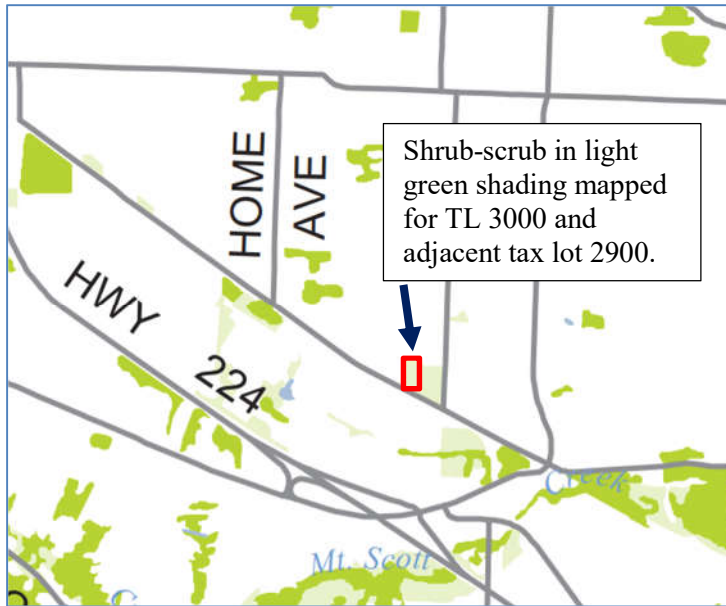 HOME
AVE
Shrub-scrub in light
green shading mapped
for TL 3000 and
adjacent tax lot 2900.
HWY
224
Creek
Mt. Scott